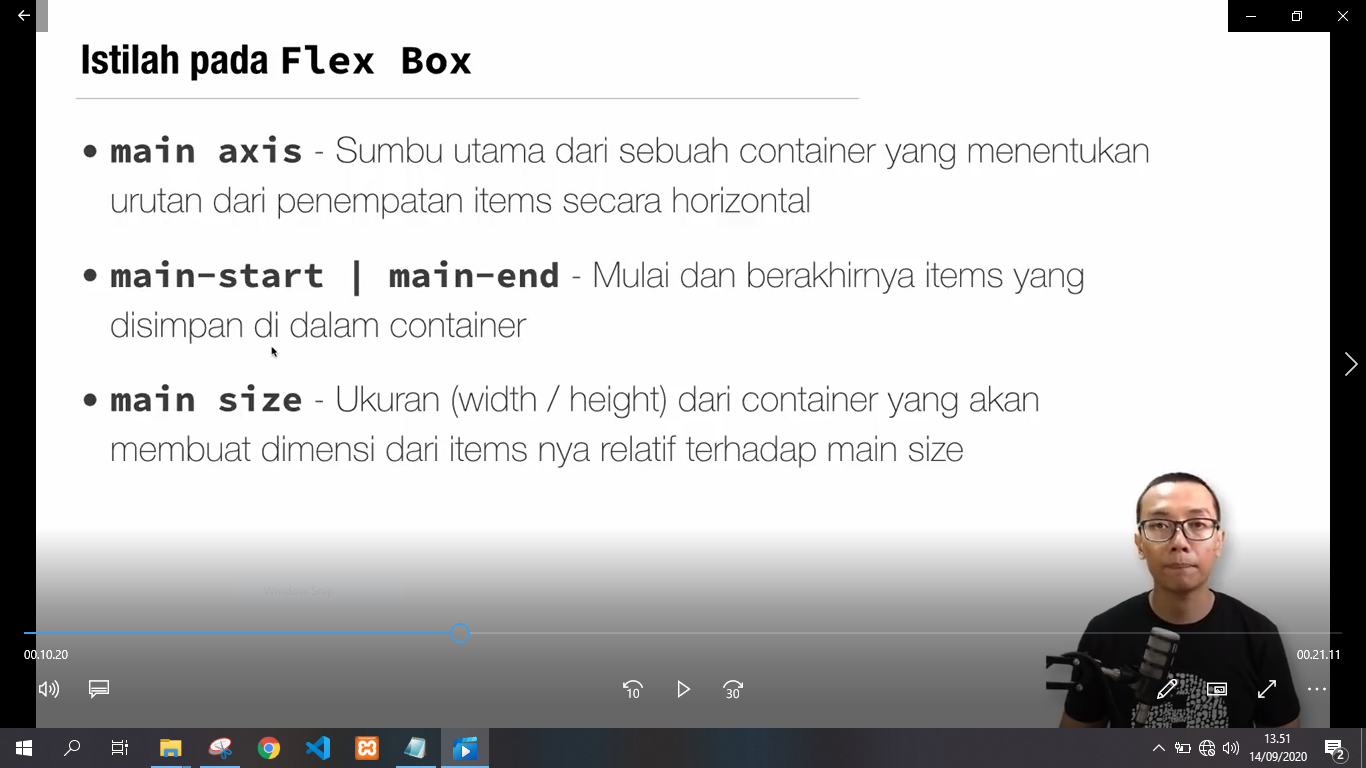 Istilah pada Flex Box
• main axis - Sumbu utama dari sebuah container yang menentukan
urutan dari penempatan items secara horizontal
• main-start | main-end - Mulai dan berakhirnya items yang
disimpan di dalam container
• main size - Ukuran (width / height) dari container yang akan
membuat dimensi dari items nya relatif terhadap main size
00.10.20
00.21.11
10
30
13.51
14/09/2020
2